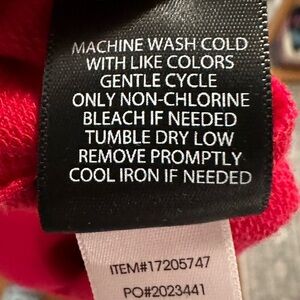 MACHINE WASH COLD
WITH LIKE COLORS
GENTLE CYCLE
ONLY NON-CHLORINE
BLEACH IF NEEDED
TUMBLE DRY LOW
REMOVE PROMPTLY
COOL IRON IF NEEDED
ITEM#17205747
PO#2023441